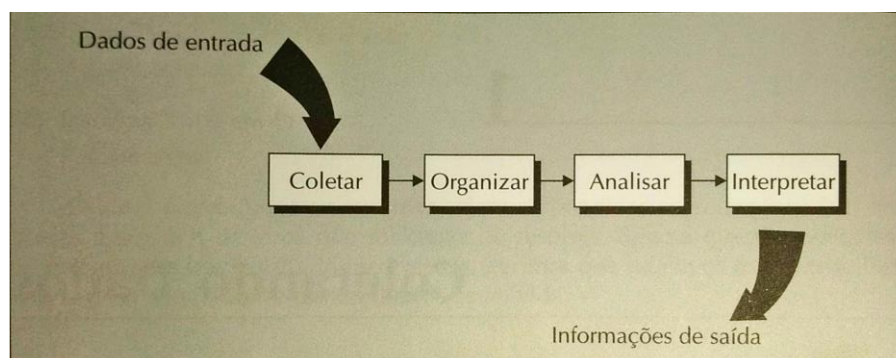 Dados de entrada
Coletar
Organizar
Analisar
Interpretar
Informações de saída